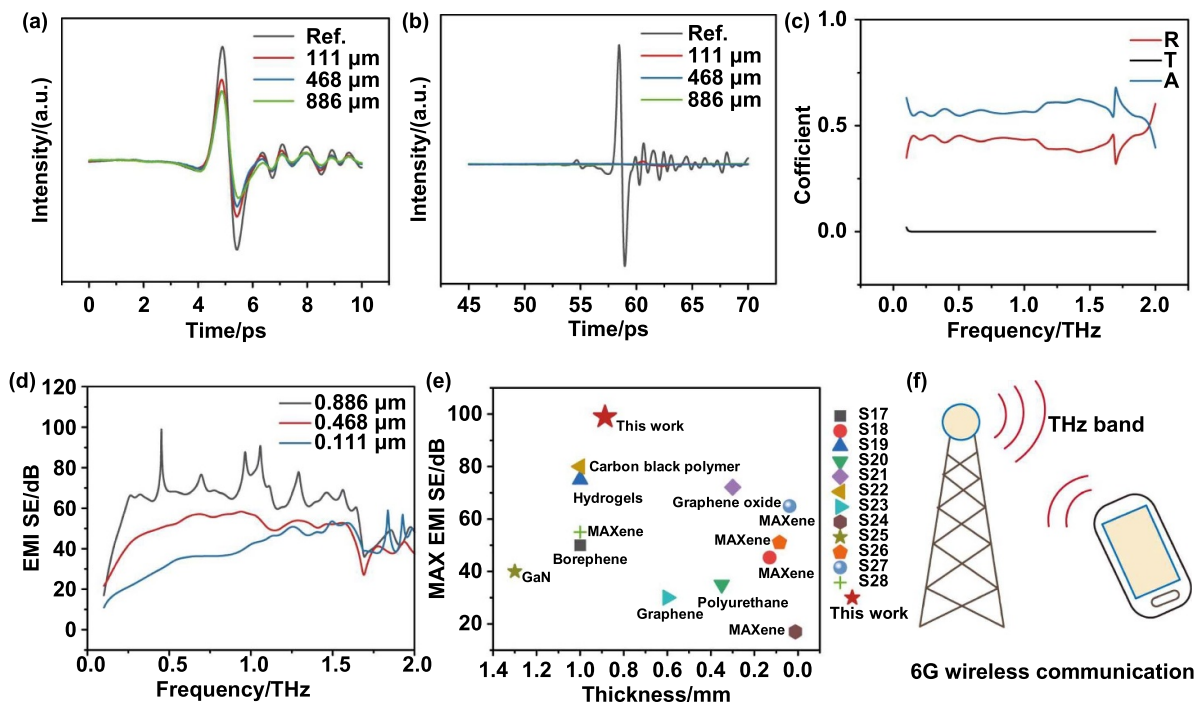 (a)
Ref.
111 μm
468 μm
886 μm
Intensity/(a.u.)
0 2 4 6 8 10
Time/ps
(b)
Ref.
111 μm
468 μm
886 μm
Intensity/(a.u.)
45 50 55 60 65 70
Time/ps
(c)
R
T
A
1.0
0.5
0.0
Cofficient
0.0 0.5 1.0 1.5 2.0
Frequency/THz
(d)
0.886 μm
0.468 μm
0.111 μm
120
100
80
60
40
20
0
EMI SE/dB
0.0 0.5 1.0 1.5 2.0
Frequency/THz
(e)
100
80
60
40
20
MAX EMI SE/dB
This work
Carbon black polymer
Hydrogels
Graphene oxide
MAXene
MAXene
MAXene
Borephene
MAXene
GaN
Graphene
Polyurethane
MAXene
1.4 1.2 1.0 0.8 0.6 0.4 0.2 0.0
Thickness/mm
S17
S18
S19
S20
S21
S22
S23
S24
S25
S26
S27
S28
This work
(f)
THz band
6G wireless communication